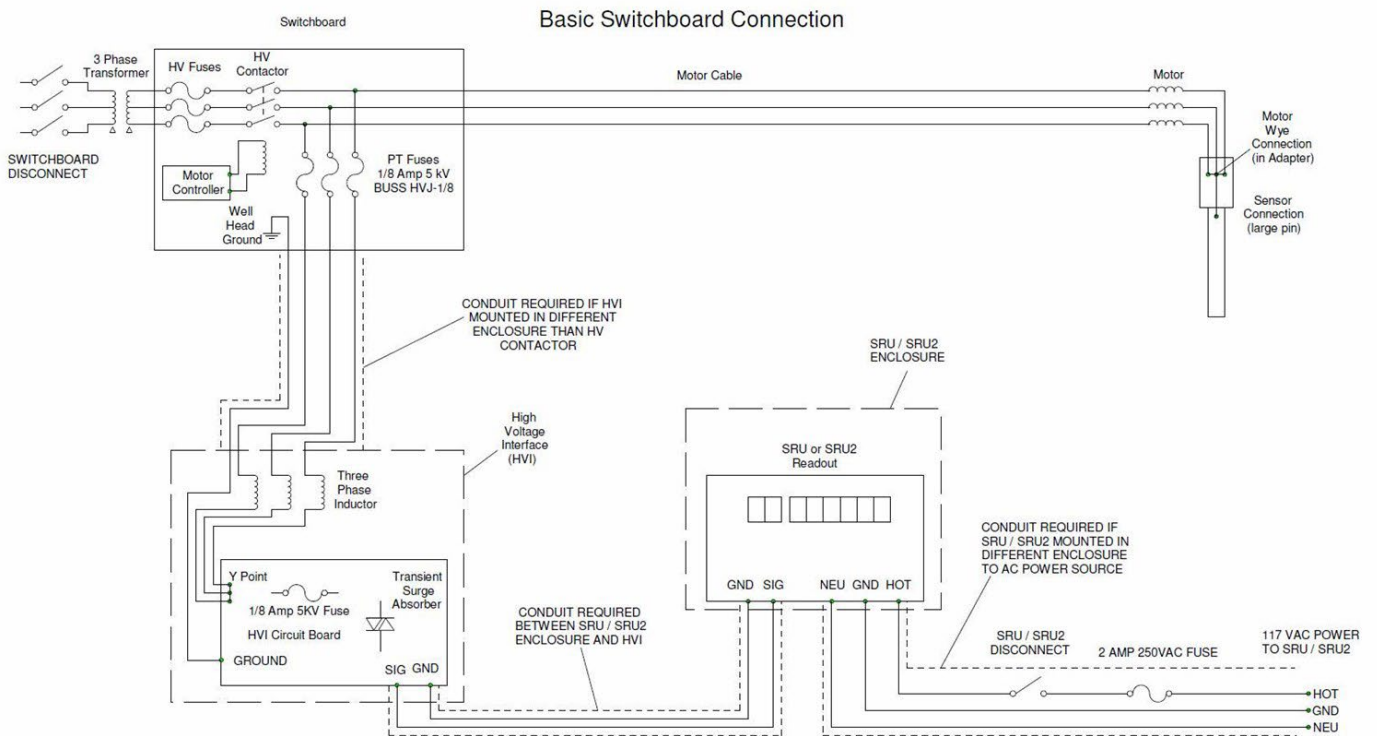 Basic Switchboard Connection
Switchboard
3 Phase
Transformer
HV Fuses
HV
Contactor
Motor Cable
Motor
SWITCHBOARD
DISCONNECT
Motor
Controller
PT Fuses
1/8 Amp 5 kV
BUSS HVJ-1/8
Well
Head
Ground
Motor
Wye
Connection
(in Adapter)
Sensor
Connection
(large pin)
CONDUIT REQUIRED IF HVI
MOUNTED IN DIFFERENT
ENCLOSURE THAN HV
CONTACTOR
SRU / SRU2
ENCLOSURE
High
Voltage
Interface
(HVI)
Three
Phase
Inductor
SRU or SRU2
Readout
CONDUIT REQUIRED IF
SRU / SRU2 MOUNTED IN
DIFFERENT ENCLOSURE
TO AC POWER SOURCE
GND SIG NEU GND HOT
Y Point
1/8 Amp 5KV Fuse
HVI Circuit Board
Transient
Surge
Absorber
GROUND
SIG GND
CONDUIT REQUIRED
BETWEEN SRU / SRU2
ENCLOSURE AND HVI
SRU / SRU2
DISCONNECT
2 AMP 250VAC FUSE
117 VAC POWER
TO SRU / SRU2
HOT
GND
NEU